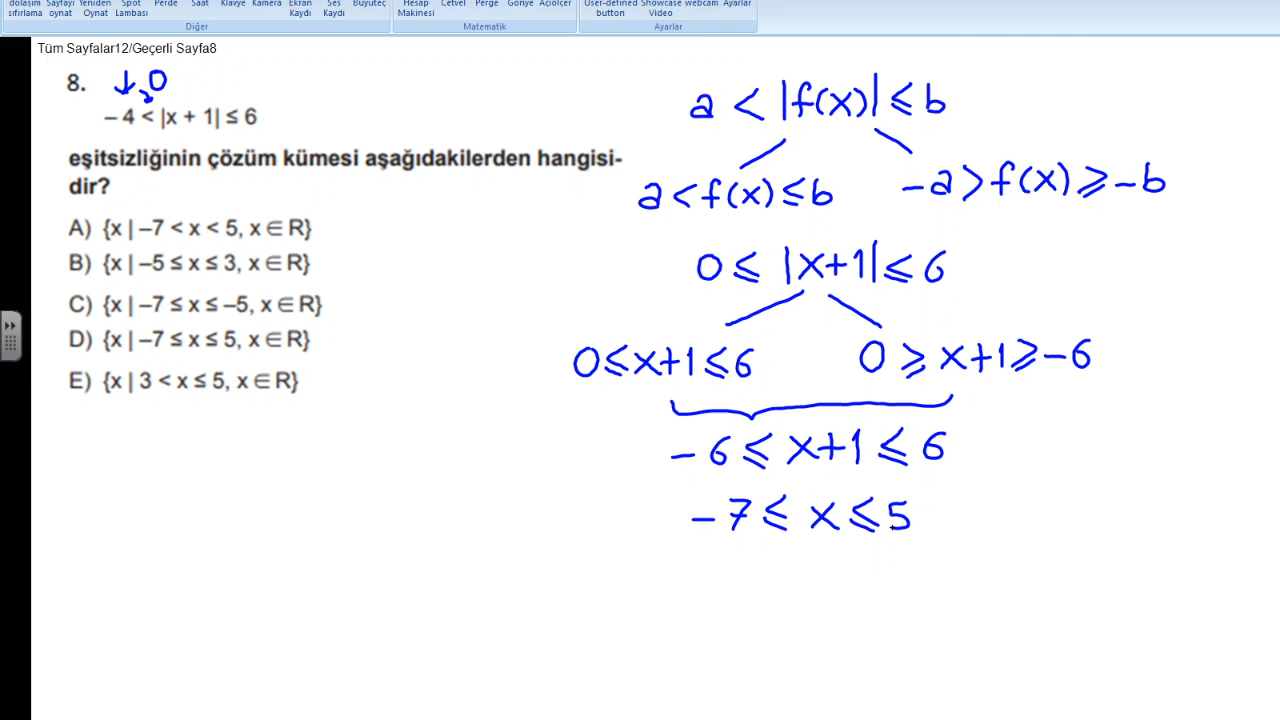 dolaşım sıfırlama Sayfayı oynat Yeniden Oynat Spot Lambası Perde Saat Klavye Kamera Ekran Kaydı Ses Kaydı Büyüteç Hesap Makinesi Cetvel Perge Gönye Açıölçer User-defined button Showcase Video webcam Ayarlar
Diğer Matematik Ayarlar
Tüm Sayfalar12/Geçerli Sayfa8
8.
↓ 0
– 4 < |x + 1| ≤ 6
eşitsizliğinin çözüm kümesi aşağıdakilerden hangisi-
dir?
A) {x | –7 < x < 5, x ∈ R}
B) {x | –5 ≤ x ≤ 3, x ∈ R}
C) {x | –7 ≤ x ≤ –5, x ∈ R}
D) {x | –7 ≤ x ≤ 5, x ∈ R}
E) {x | 3 < x ≤ 5, x ∈ R}
a < |f(x)| ≤ b
a < f(x) ≤ b -a > f(x) ≥ -b
0 ≤ |x+1| ≤ 6
0 ≤ x+1 ≤ 6 0 ≥ x+1 ≥ -6
-6 ≤ x+1 ≤ 6
-7 ≤ x ≤ 5